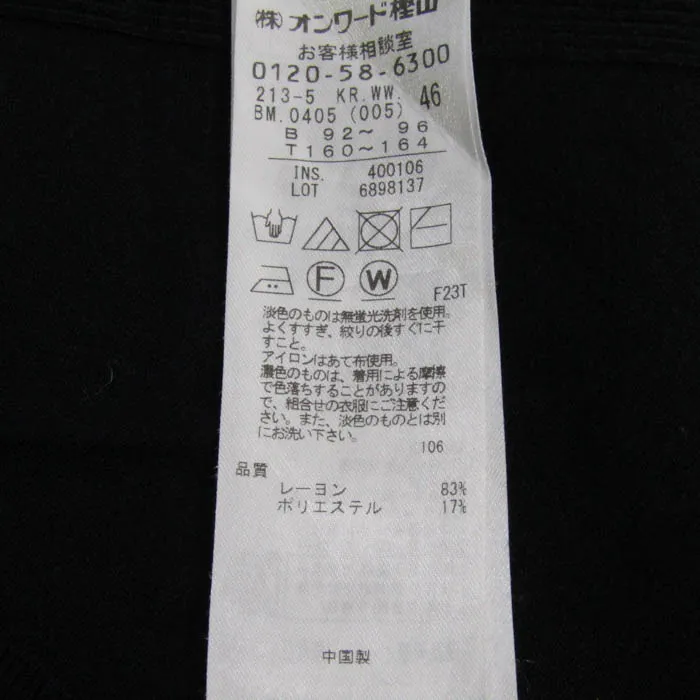 (株) オンワード樫山
お客様相談室
0120-58-6300
213-5 KR.WW. 46
BM.0405 (005)
B 92～ 96
T 160～164
INS. 400106
LOT 6898137
F W
F23T
淡色のものは無蛍光洗剤を使用。
よくすすぎ、絞りの後すぐに干
すこと。
アイロンはあて布使用。
濃色のものは、着用による摩擦
で色落ちすることがありますの
で、組合せの衣服にご注意くだ
さい。また、淡色のものとは別
にお洗い下さい。
106
品質
レーヨン 83%
ポリエステル 17%
中国製